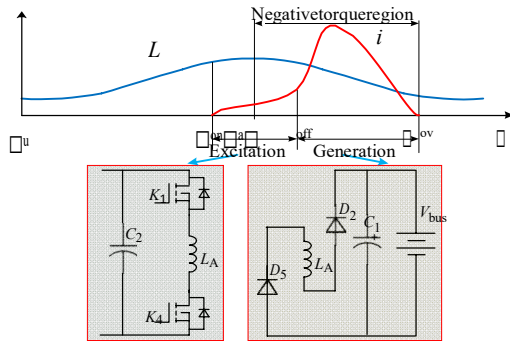 Negativetorqueregion
L
i
u on a off ov
Excitation Generation
K1
C2
LA
K4
D2
C1
Vbus
D5
LA